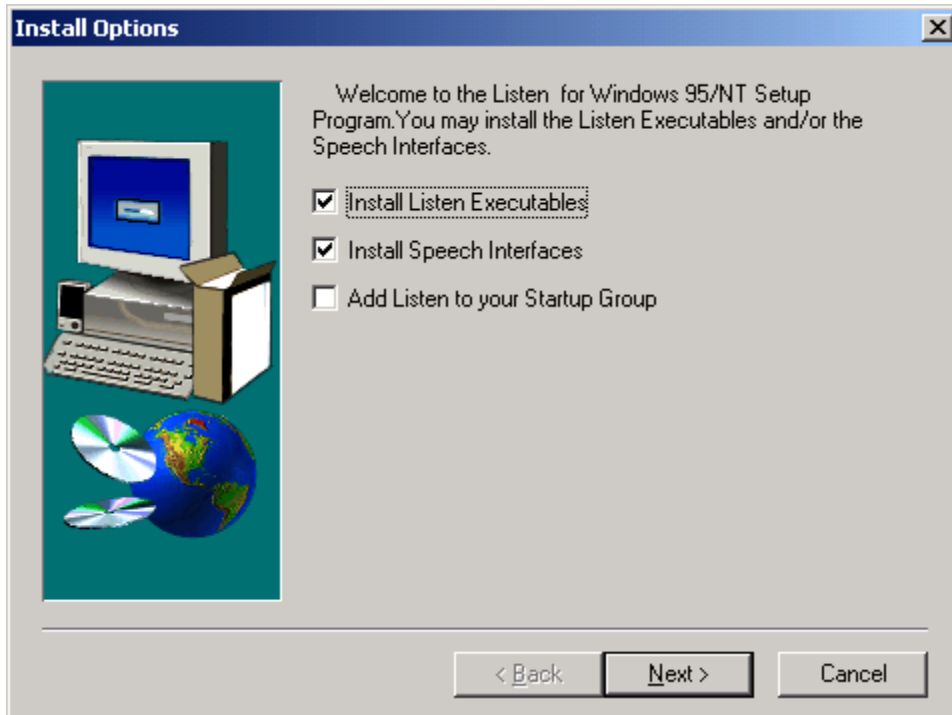 Install Options
Welcome to the Listen  for Windows 95/NT Setup
Program.You may install the Listen Executables and/or the
Speech Interfaces.
Install Listen Executables
Install Speech Interfaces
Add Listen to your Startup Group
< Back
Next >
Cancel